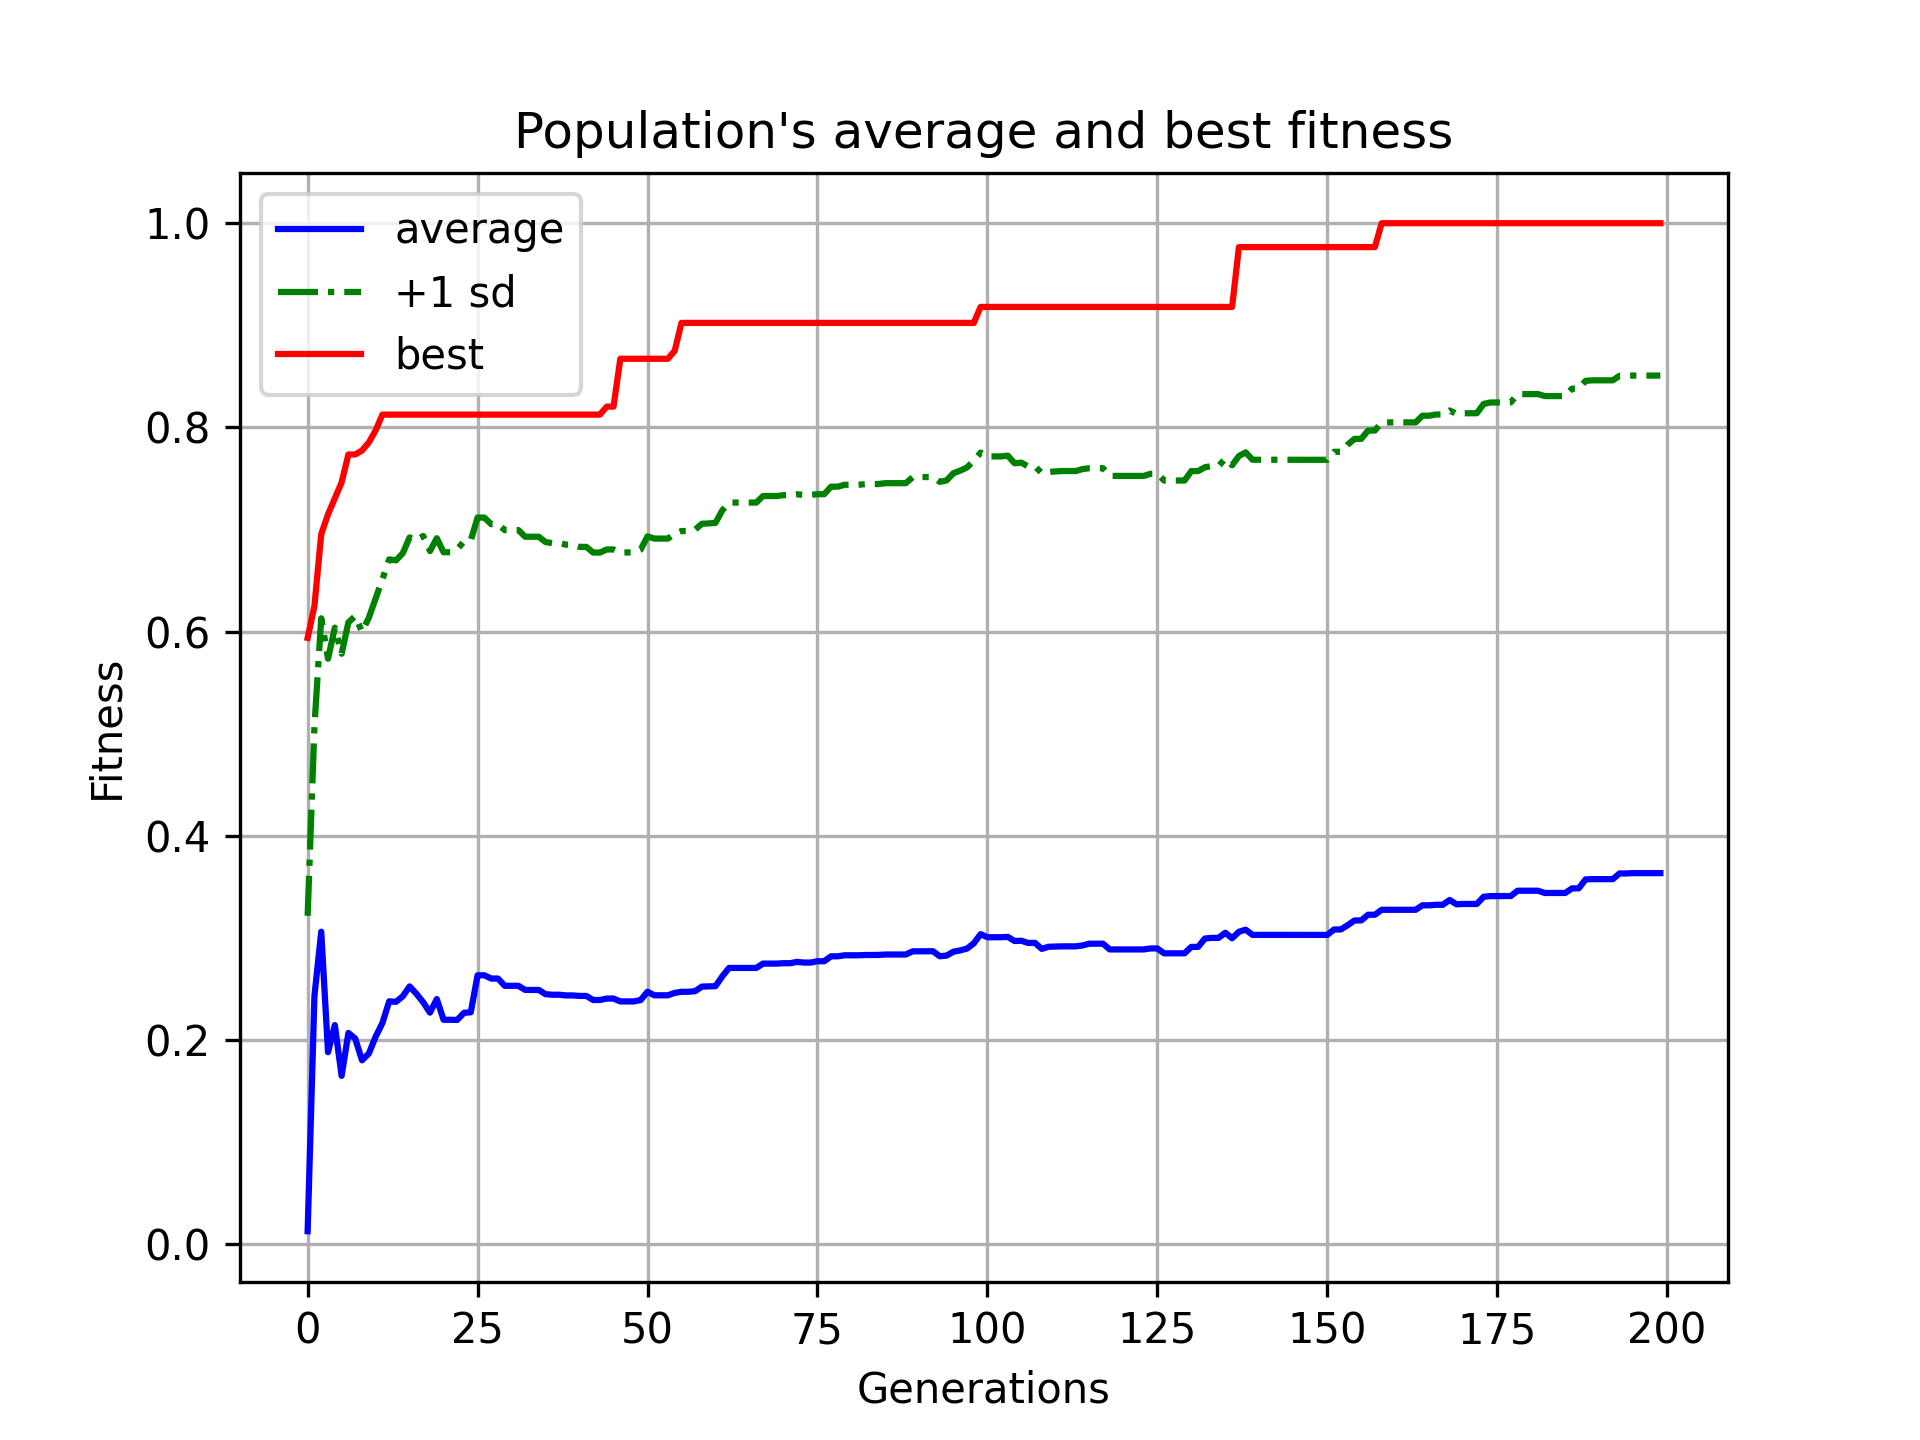 Population's average and best fitness
average
+1 sd
best
1.0
0.8
0.6
0.4
0.2
0.0
Fitness
0 25 50 75 100 125 150 175 200
Generations